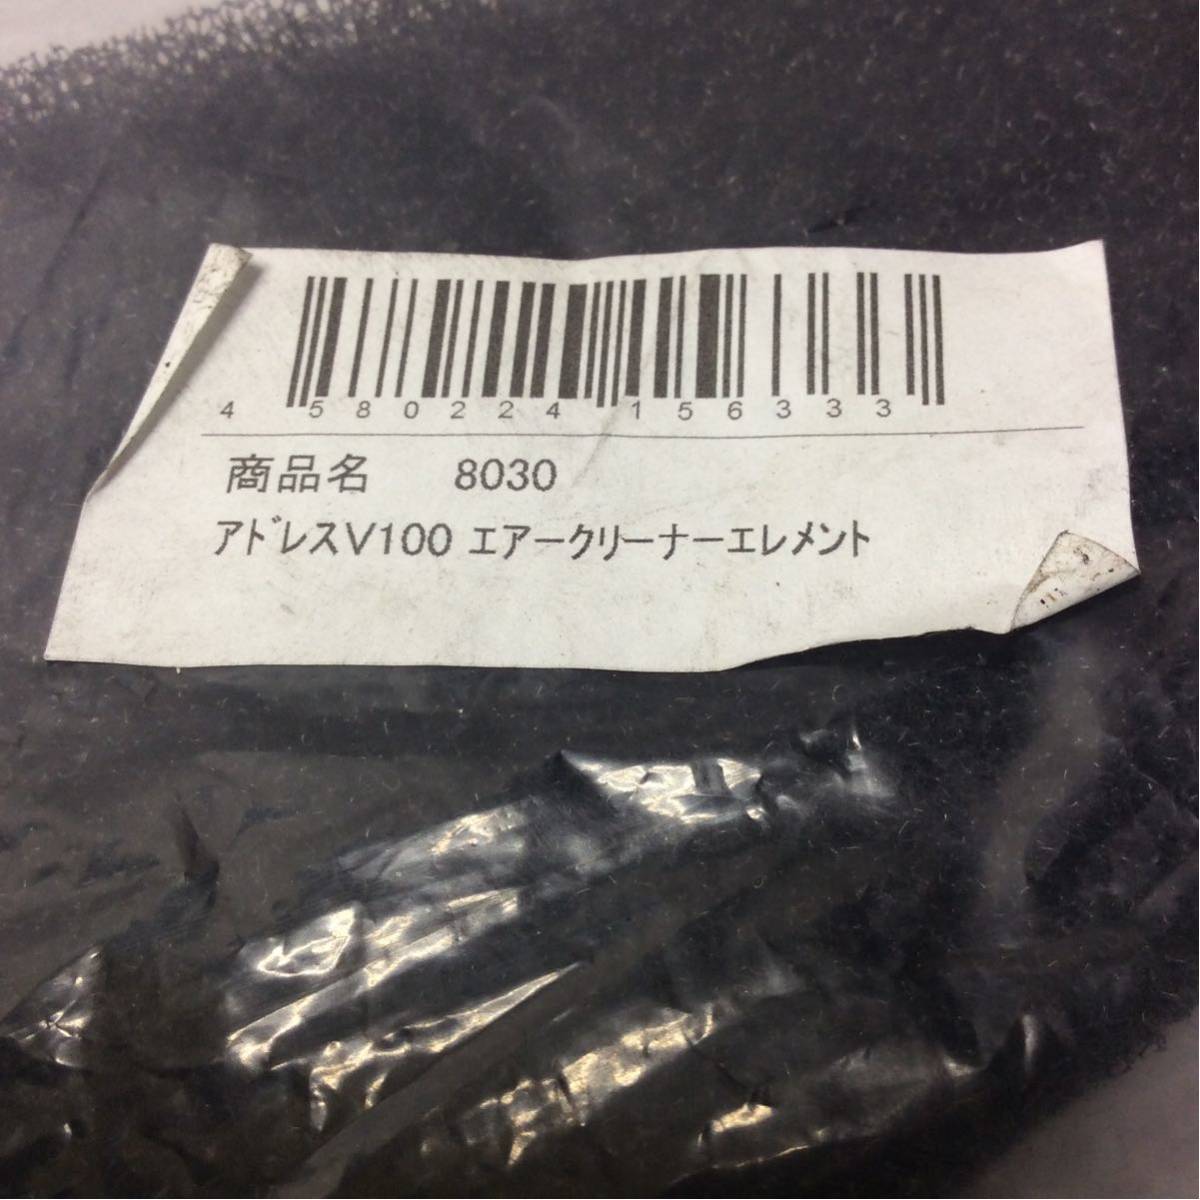 4 580224 156333
商品名 8030
アドレスV100 エアークリーナーエレメント